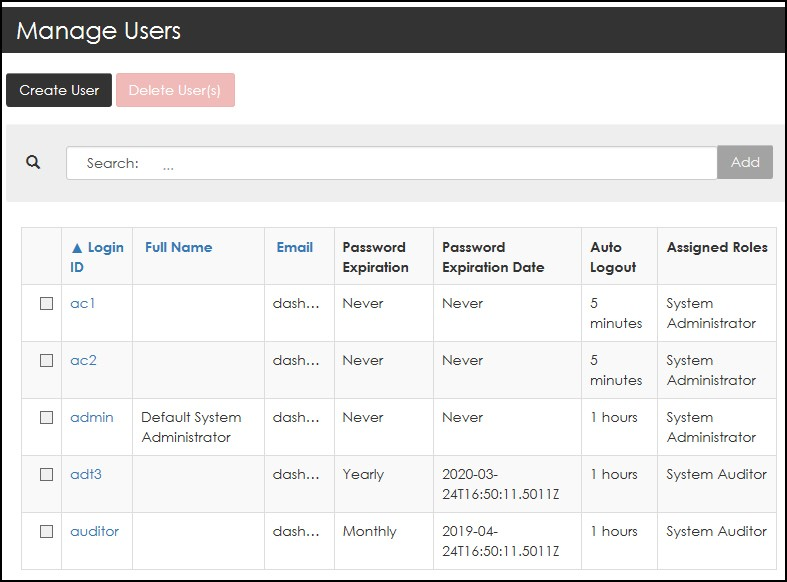 Manage Users
Create User Delete User(s)
Search: ... Add
▲ Login ID Full Name Email Password Expiration Password Expiration Date Auto Logout Assigned Roles
ac1 dash... Never Never 5 minutes System Administrator
ac2 dash... Never Never 5 minutes System Administrator
admin Default System Administrator dash... Never Never 1 hours System Administrator
adt3 dash... Yearly 2020-03-24T16:50:11.5011Z 1 hours System Auditor
auditor dash... Monthly 2019-04-24T16:50:11.5011Z 1 hours System Auditor